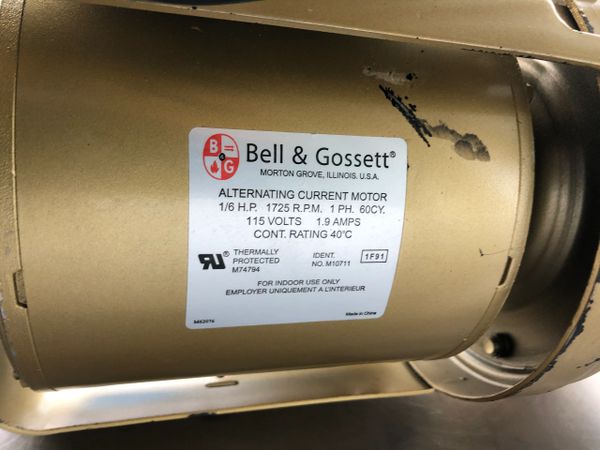 B
G
Bell & Gossett®
MORTON GROVE, ILLINOIS. U.S.A.
ALTERNATING CURRENT MOTOR
1/6 H.P. 1725 R.P.M. 1 PH. 60CY.
115 VOLTS 1.9 AMPS
CONT. RATING 40°C
THERMALLY
PROTECTED
M74794
IDENT.
NO. M10711
1F91
FOR INDOOR USE ONLY
EMPLOYER UNIQUEMENT A L'INTERIEUR
Made in China